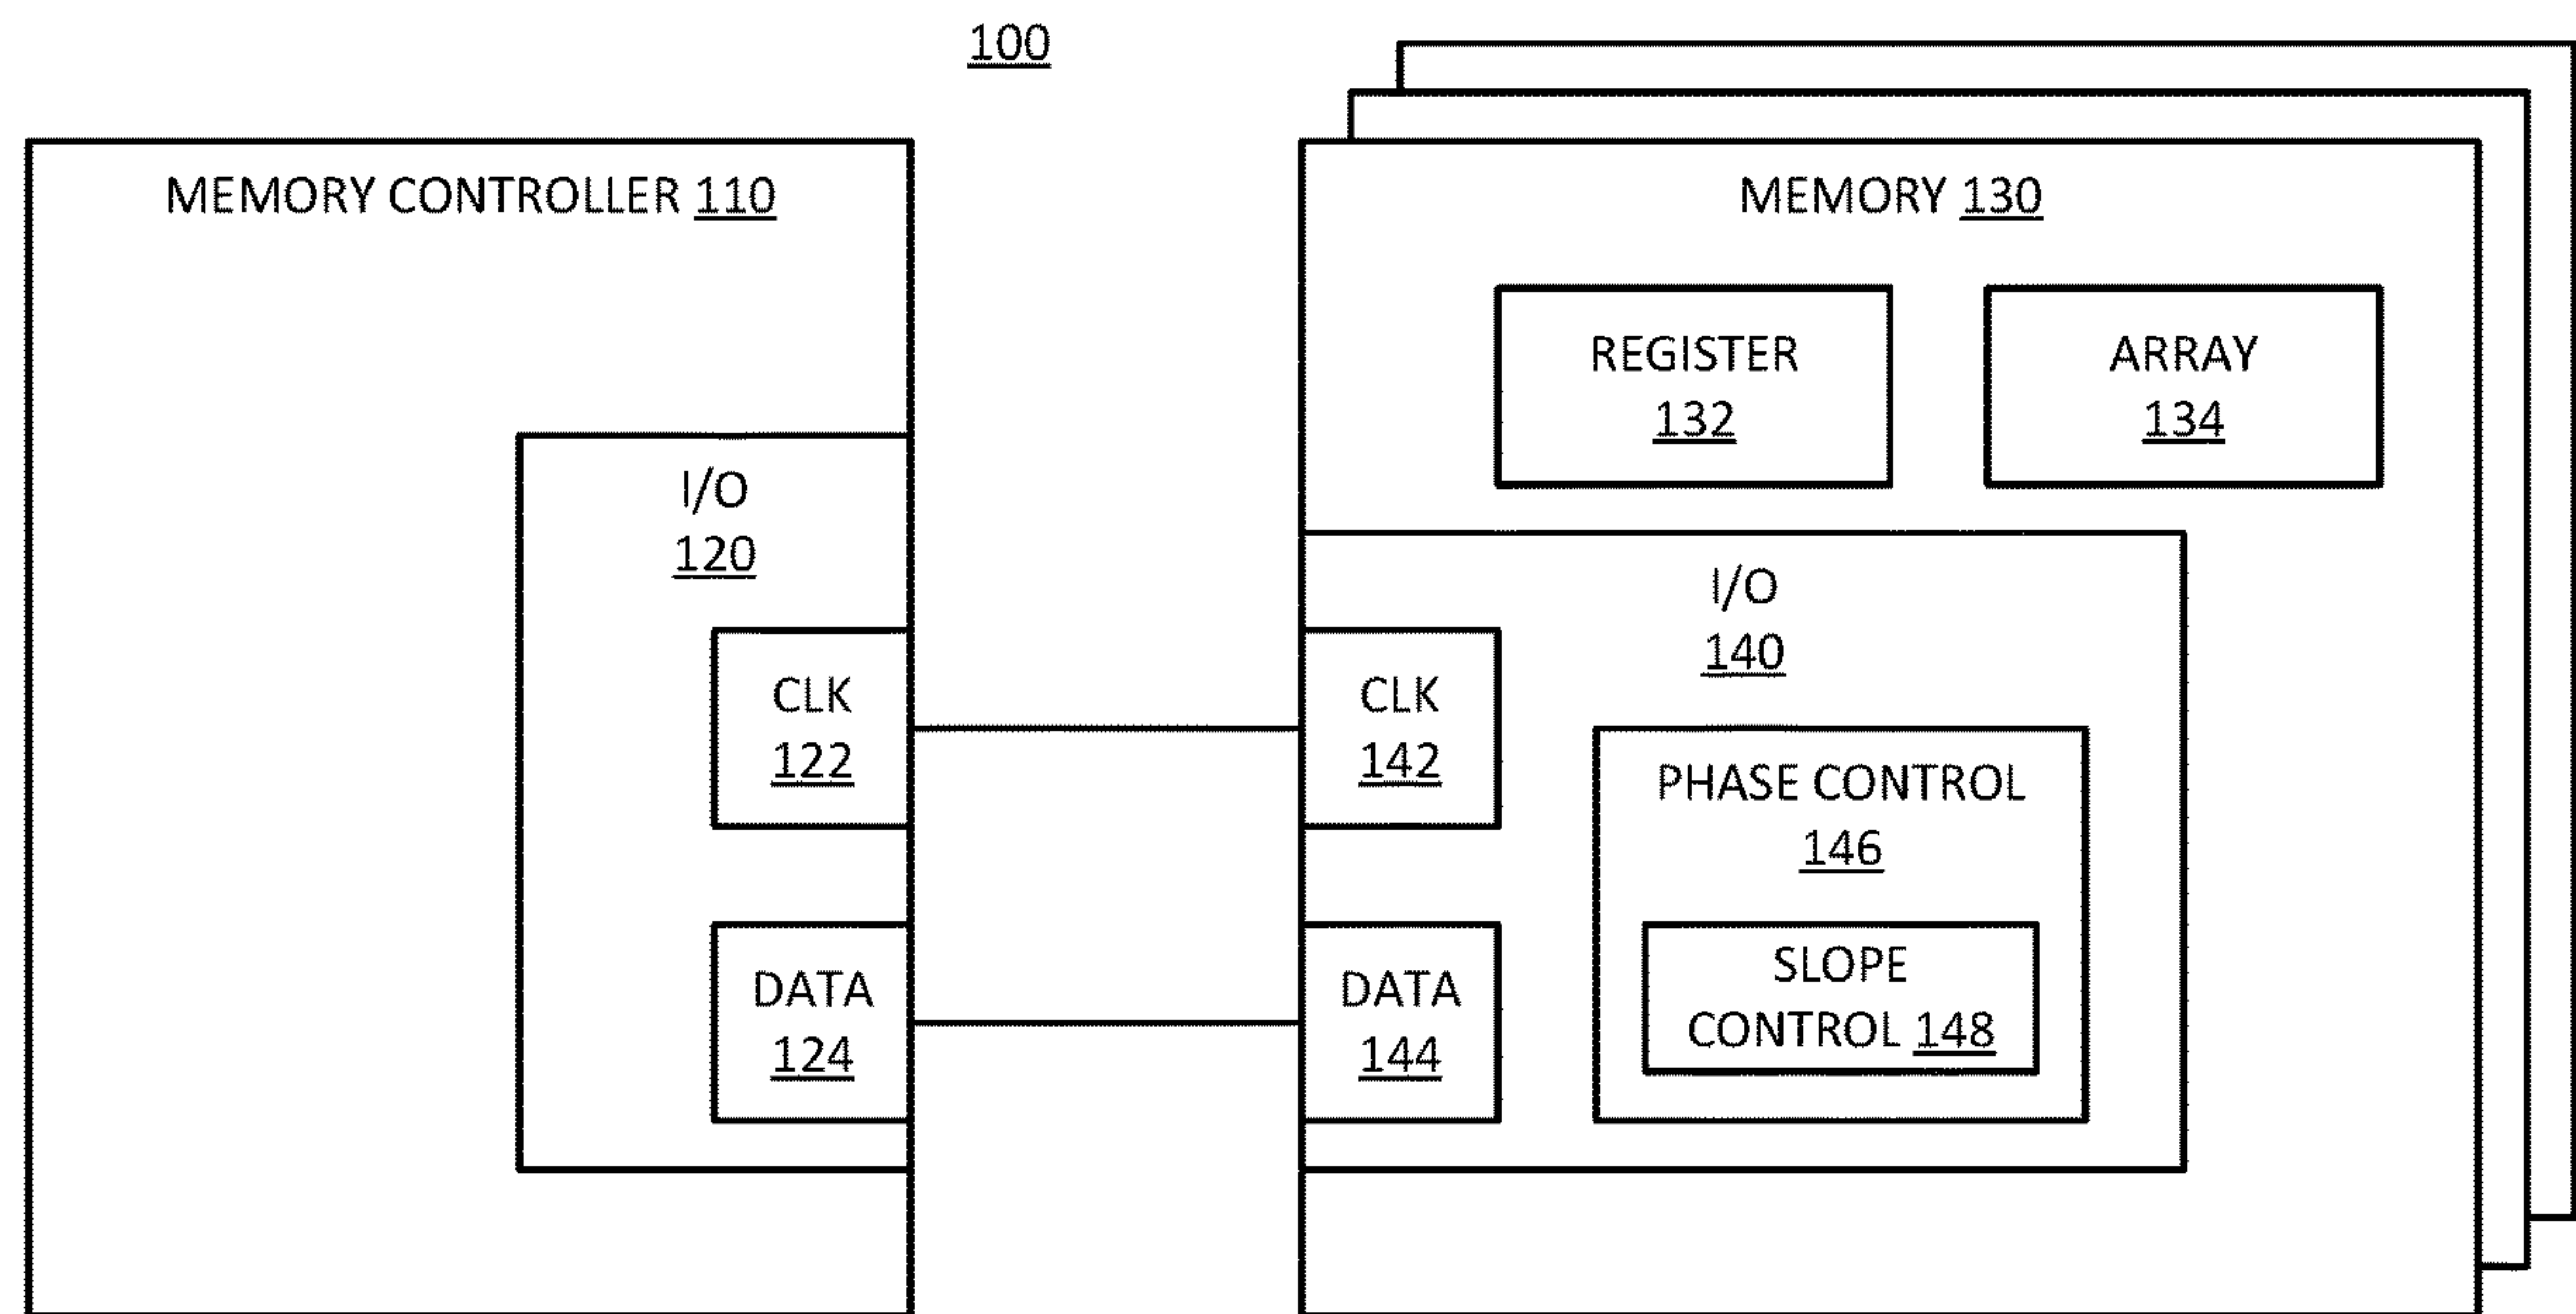 100
MEMORY CONTROLLER 110
I/O
120
CLK
122
DATA
124
MEMORY 130
REGISTER
132
ARRAY
134
I/O
140
CLK
142
DATA
144
PHASE CONTROL
146
SLOPE
CONTROL 148